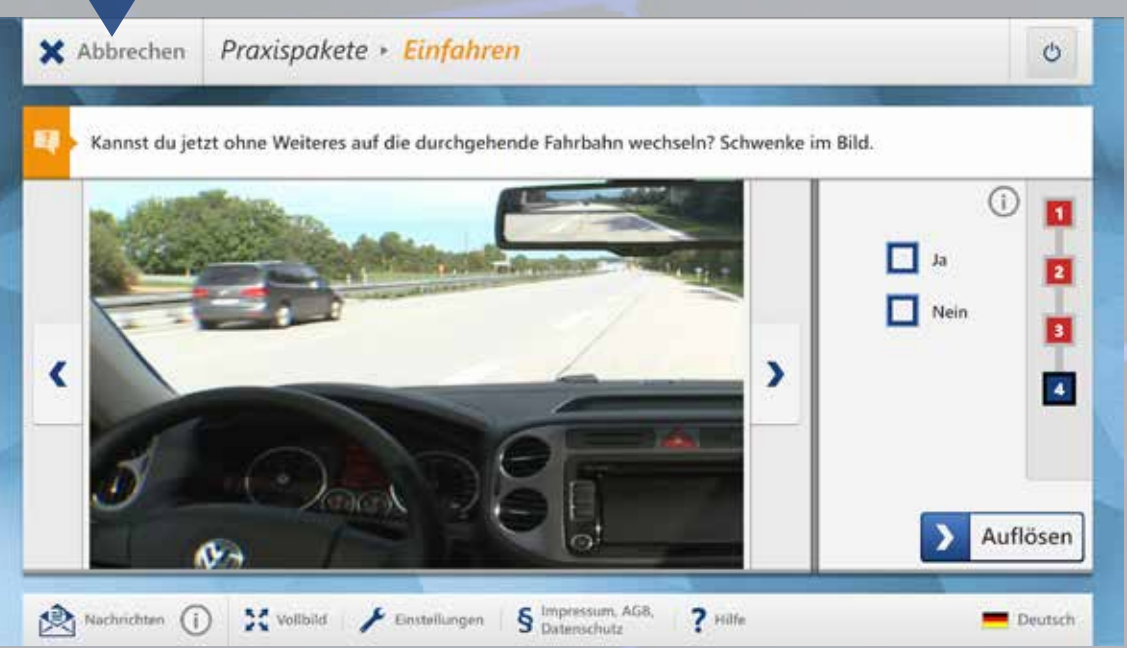 Abbrechen
Praxispakete ▸ Einfahren
Kannst du jetzt ohne Weiteres auf die durchgehende Fahrbahn wechseln? Schwenke im Bild.
1
Ja
2
Nein
3
4
Auflösen
Nachrichten
Vollbild
Einstellungen
§ Impressum, AGB,
Datenschutz
? Hilfe
Deutsch